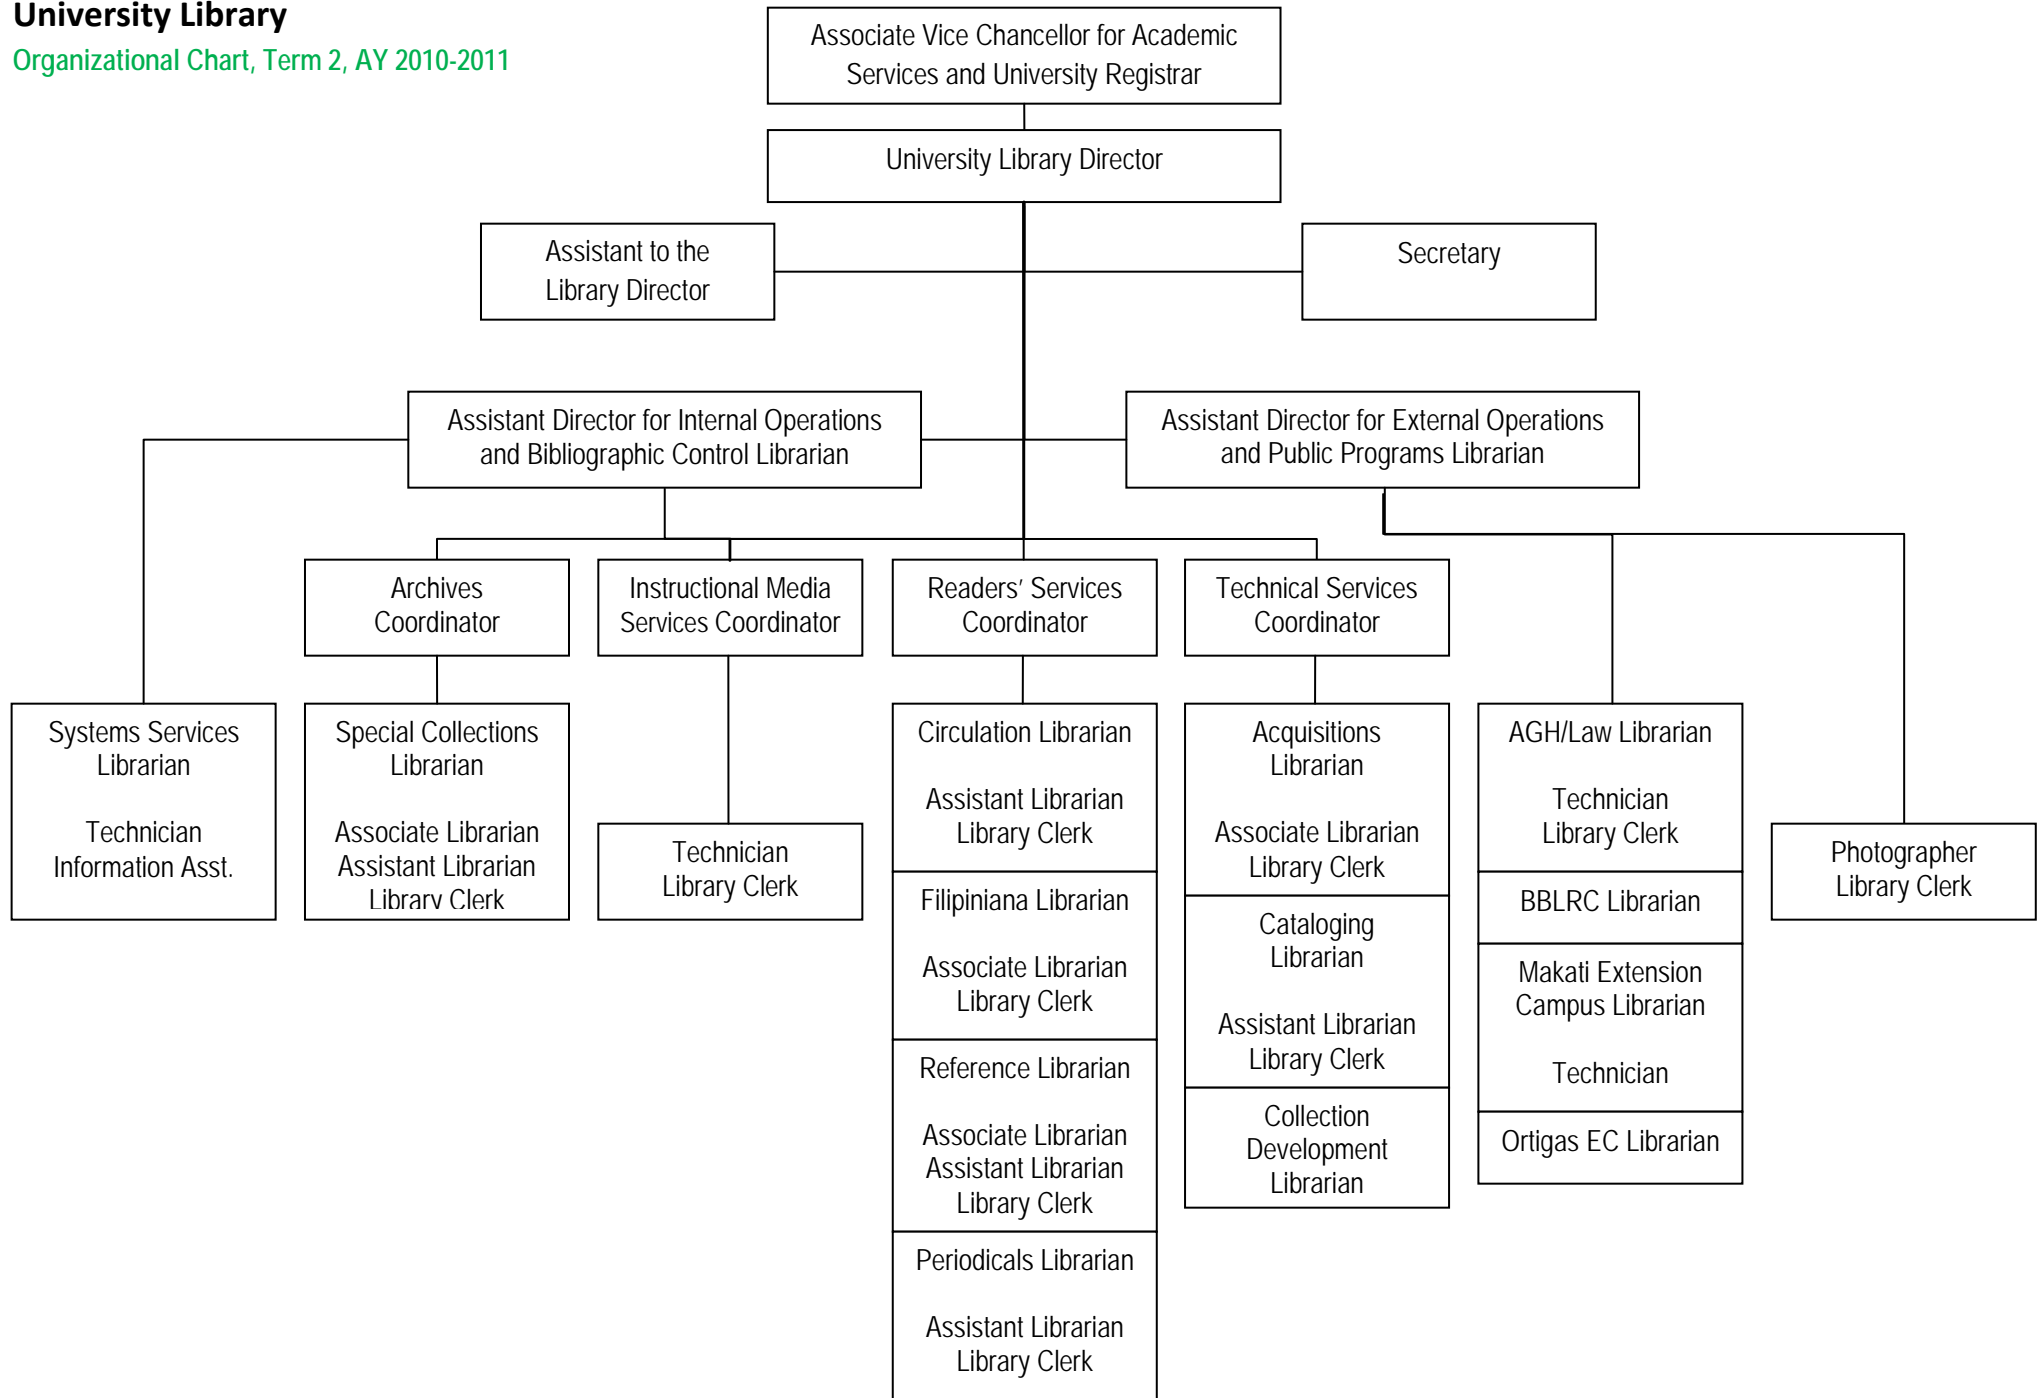 University Library
Organizational Chart, Term 2, AY 2010-2011
Associate Vice Chancellor for Academic
Services and University Registrar
University Library Director
Assistant to the
Library Director
Secretary
Assistant Director for Internal Operations
and Bibliographic Control Librarian
Assistant Director for External Operations
and Public Programs Librarian
Archives
Coordinator
Instructional Media
Services Coordinator
Readers’ Services
Coordinator
Technical Services
Coordinator
Systems Services
Librarian
Technician
Information Asst.
Special Collections
Librarian
Associate Librarian
Assistant Librarian
Library Clerk
Technician
Library Clerk
Circulation Librarian
Assistant Librarian
Library Clerk
Filipiniana Librarian
Associate Librarian
Library Clerk
Reference Librarian
Associate Librarian
Assistant Librarian
Library Clerk
Periodicals Librarian
Assistant Librarian
Library Clerk
Acquisitions
Librarian
Associate Librarian
Library Clerk
Cataloging
Librarian
Assistant Librarian
Library Clerk
Collection
Development
Librarian
AGH/Law Librarian
Technician
Library Clerk
BBLRC Librarian
Makati Extension
Campus Librarian
Technician
Ortigas EC Librarian
Photographer
Library Clerk